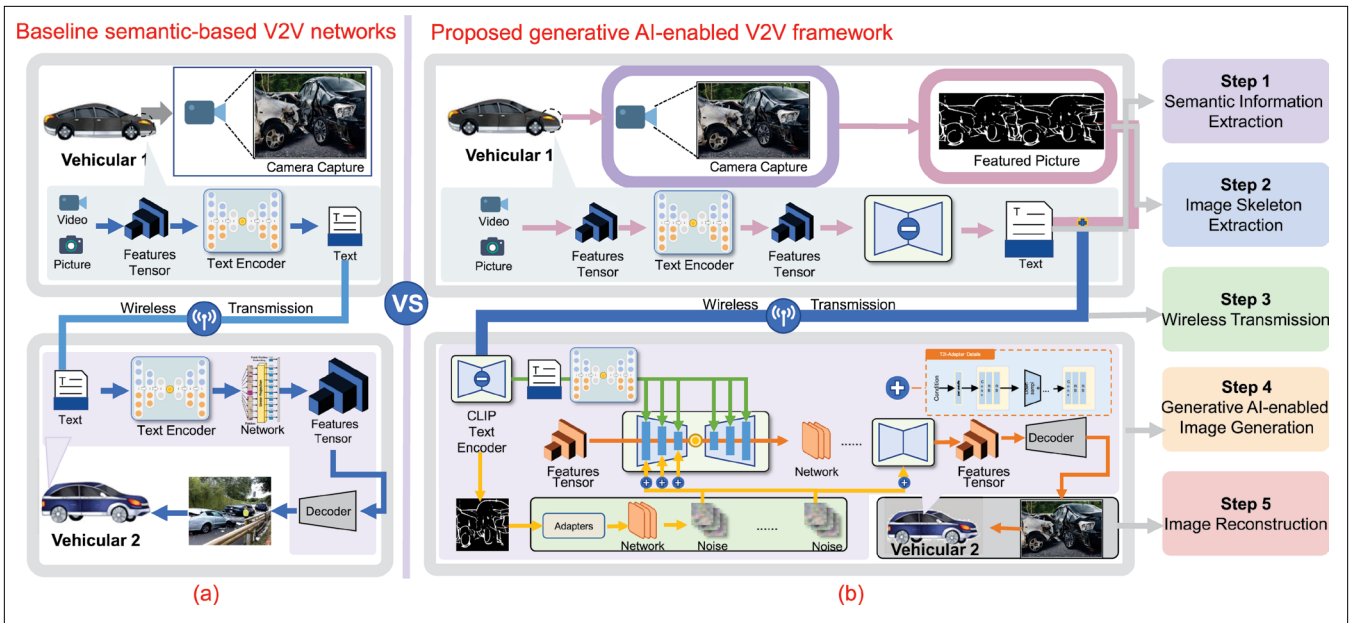 Baseline semantic-based V2V networks
Vehicular 1
Camera Capture
Video
Picture
Features
Tensor
Text Encoder
T
Text
Wireless
Transmission
T
Text
Text Encoder
Network
Features
Tensor
Decoder
Vehicular 2
(a)
VS
Proposed generative AI-enabled V2V framework
Vehicular 1
Camera Capture
Featured Picture
Video
Picture
Features
Tensor
Text Encoder
Features
Tensor
T
Text
Wireless
Transmission
CLIP
Text
Encoder
T
Features
Tensor
Network
......
T2I-Adapter Details
Condition
Features
Tensor
Decoder
Adapters
Network
Noise
......
Noise
Vehicular 2
(b)
Step 1
Semantic Information
Extraction
Step 2
Image Skeleton
Extraction
Step 3
Wireless Transmission
Step 4
Generative AI-enabled
Image Generation
Step 5
Image Reconstruction